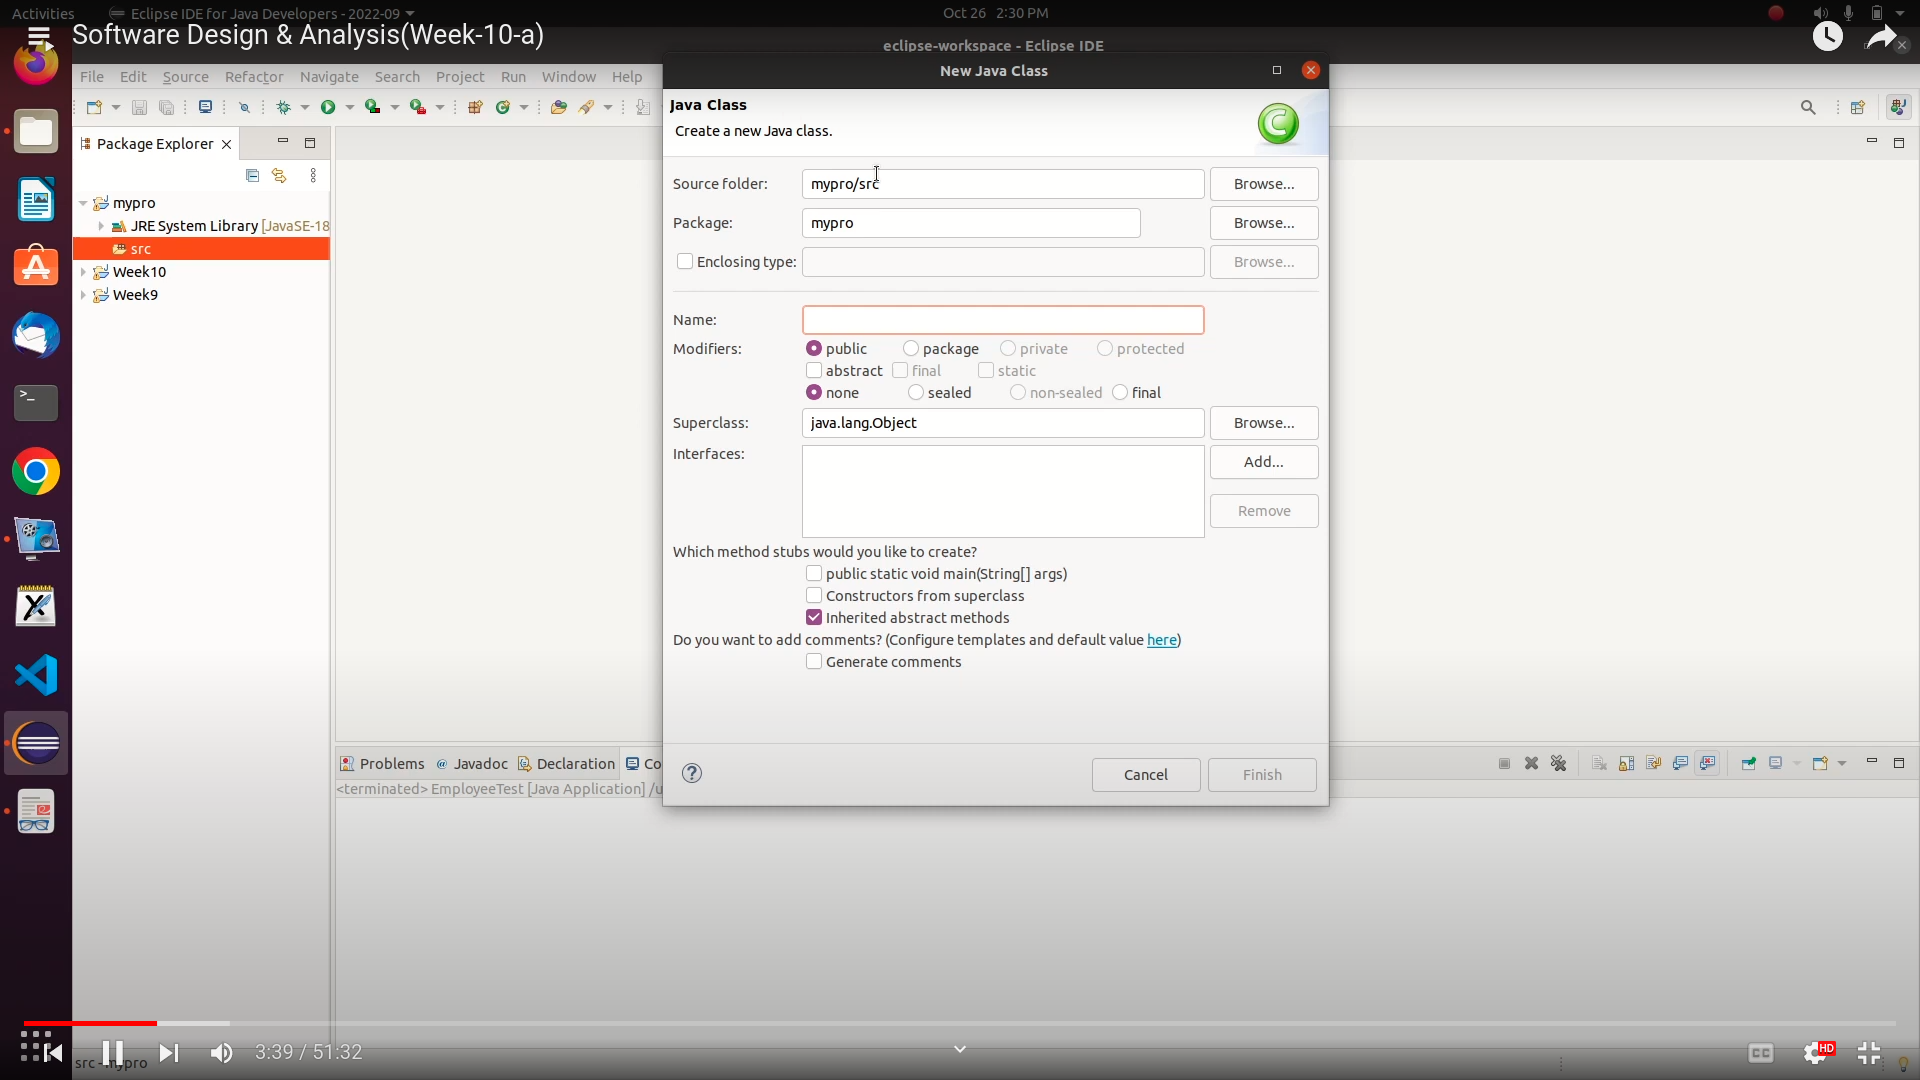 Activities Eclipse IDE for Java Developers - 2022-09 Oct 26 2:30 PM
Software Design & Analysis(Week-10-a)
eclipse-workspace - Eclipse IDE
File Edit Source Refactor Navigate Search Project Run Window Help
New Java Class
Java Class
Create a new Java class.
Package Explorer
mypro
JRE System Library [JavaSE-18
src
Week10
Week9
Source folder: mypro/src Browse...
Package: mypro Browse...
Enclosing type: Browse...
Name:
Modifiers: public package private protected
abstract final static
none sealed non-sealed final
Superclass: java.lang.Object Browse...
Interfaces: Add...
Remove
Which method stubs would you like to create?
public static void main(String[] args)
Constructors from superclass
Inherited abstract methods
Do you want to add comments? (Configure templates and default value here)
Generate comments
Cancel Finish
Problems @ Javadoc Declaration Co
<terminated> EmployeeTest [Java Application] /u
3:39 / 51:32 CC HD
src - mypro